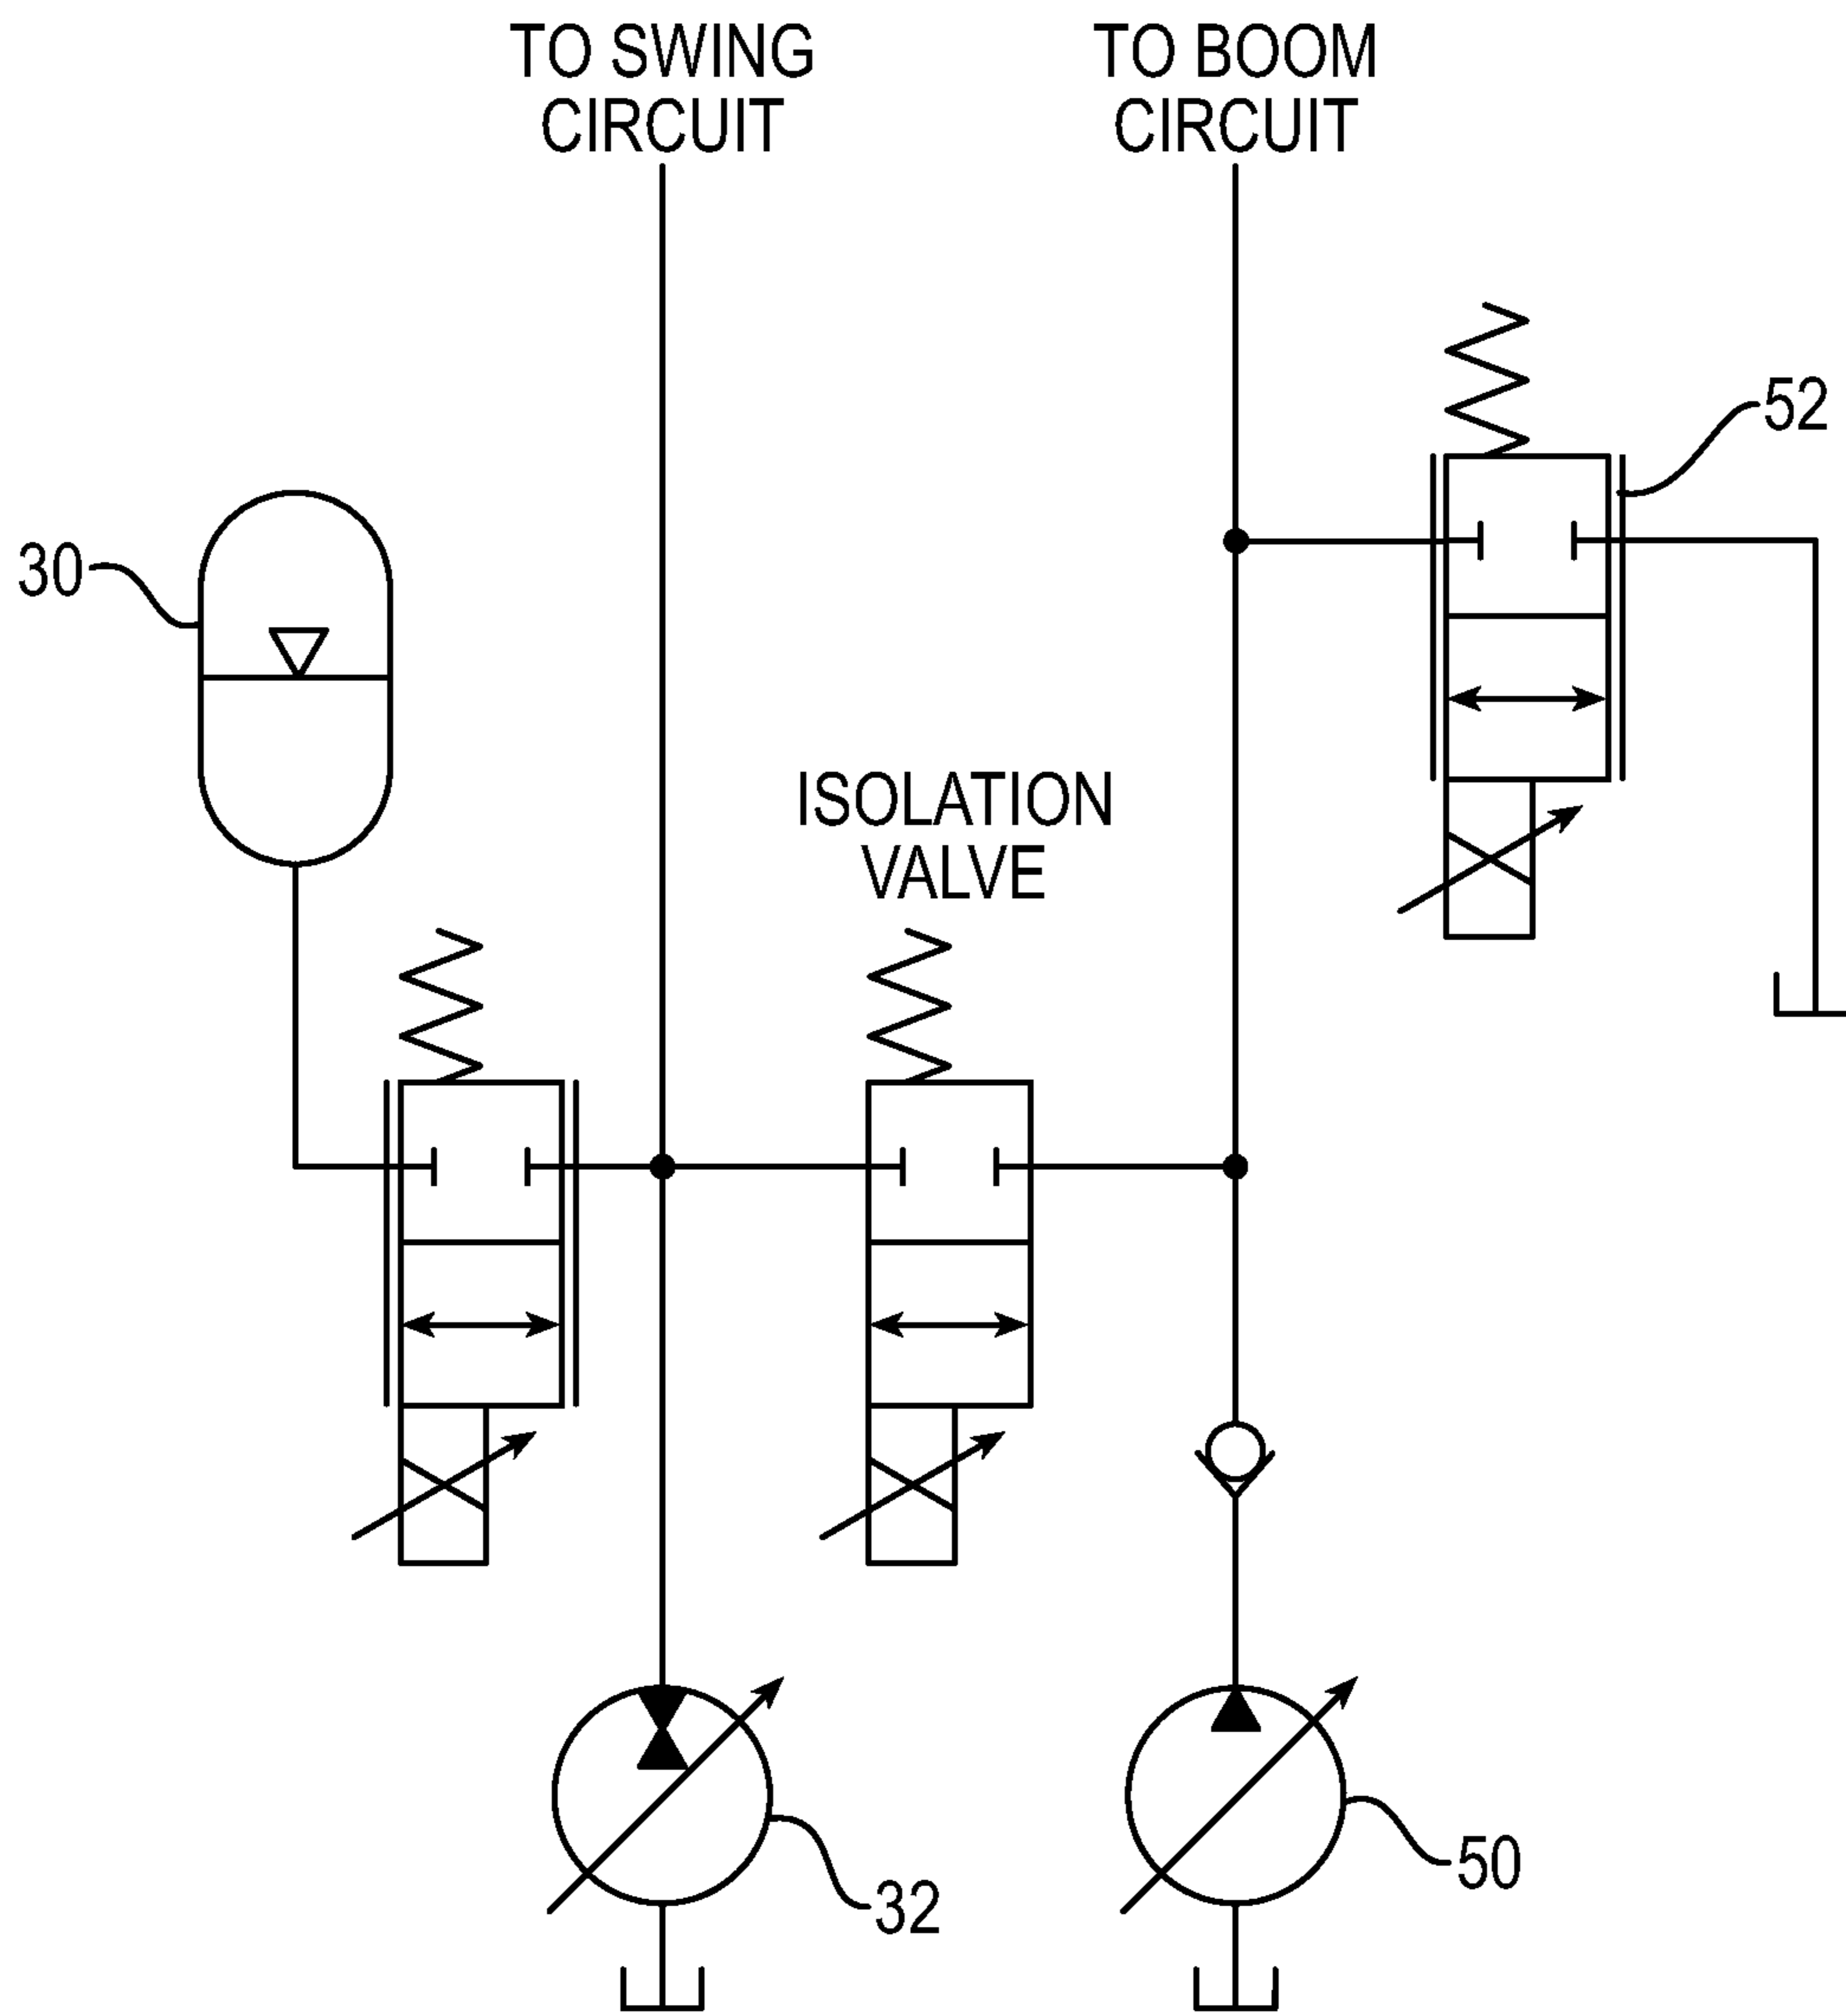 TO SWING
CIRCUIT
TO BOOM
CIRCUIT
52
30
ISOLATION
VALVE
50
32